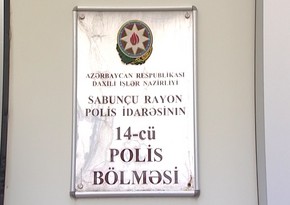 AZƏRBAYCAN RESPUBLİKASI
DAXİLİ İŞLƏR NAZİRLİYİ
SABUNÇU RAYON
POLİS İDARƏSİNİN
14-cü
POLİS
BÖLMƏSİ